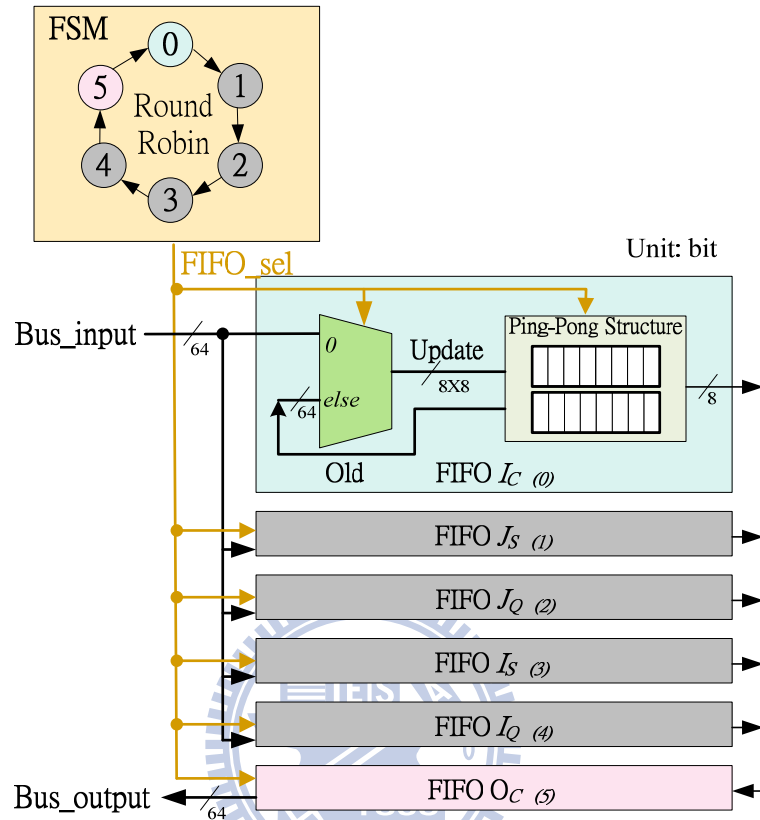 FSM
0
1
2
3
4
5
Round
Robin
FIFO_sel
Unit: bit
Bus_input
64
0
else
64
Update
8X8
Old
Ping-Pong Structure
8
FIFO I_C (0)
FIFO J_S (1)
FIFO J_Q (2)
FIFO I_S (3)
FIFO I_Q (4)
FIFO O_C (5)
Bus_output
64